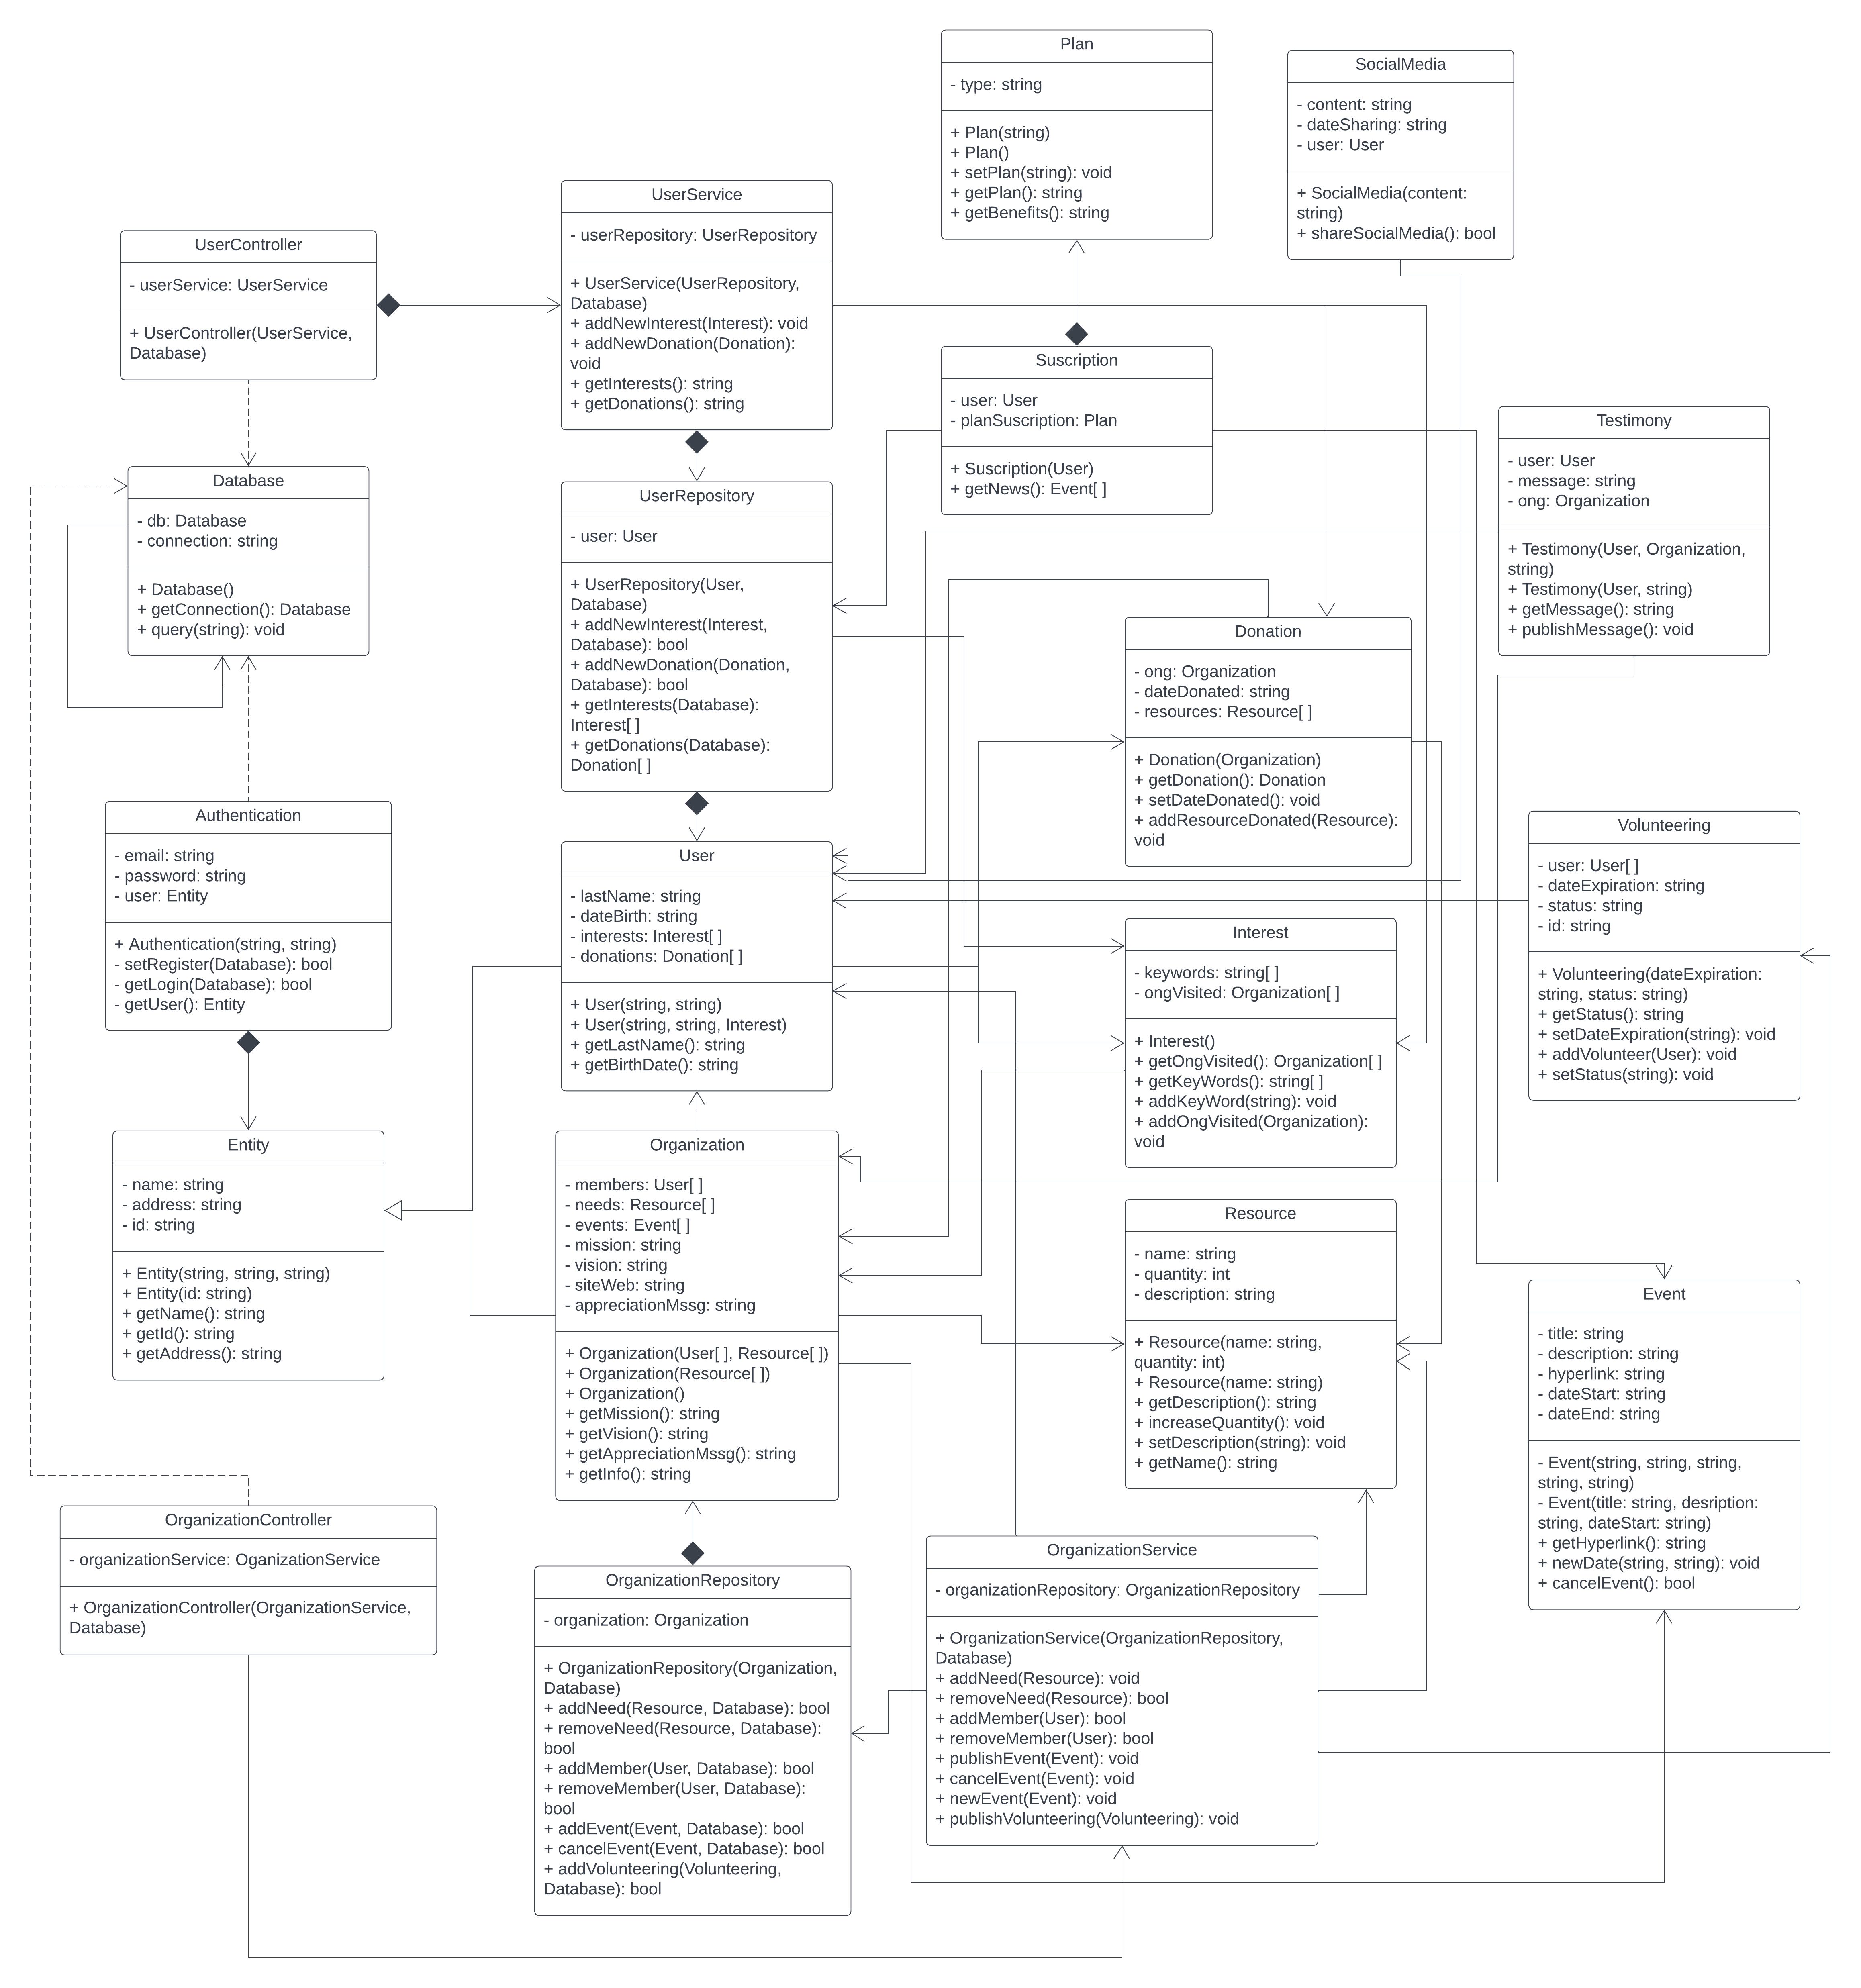 Plan
- type: string
+ Plan(string)
+ Plan()
+ setPlan(string): void
+ getPlan(): string
+ getBenefits(): string
SocialMedia
- content: string
- dateSharing: string
- user: User
+ SocialMedia(content:
string)
+ shareSocialMedia(): bool
UserService
- userRepository: UserRepository
+ UserService(UserRepository,
Database)
+ addNewInterest(Interest): void
+ addNewDonation(Donation):
void
+ getInterests(): string
+ getDonations(): string
UserController
- userService: UserService
+ UserController(UserService,
Database)
Suscription
- user: User
- planSuscription: Plan
+ Suscription(User)
+ getNews(): Event[ ]
Testimony
- user: User
- message: string
- ong: Organization
+ Testimony(User, Organization,
string)
+ Testimony(User, string)
+ getMessage(): string
+ publishMessage(): void
Database
- db: Database
- connection: string
+ Database()
+ getConnection(): Database
+ query(string): void
UserRepository
- user: User
+ UserRepository(User,
Database)
+ addNewInterest(Interest,
Database): bool
+ addNewDonation(Donation,
Database): bool
+ getInterests(Database):
Interest[ ]
+ getDonations(Database):
Donation[ ]
Donation
- ong: Organization
- dateDonated: string
- resources: Resource[ ]
+ Donation(Organization)
+ getDonation(): Donation
+ setDateDonated(): void
+ addResourceDonated(Resource):
void
Authentication
- email: string
- password: string
- user: Entity
+ Authentication(string, string)
- setRegister(Database): bool
- getLogin(Database): bool
- getUser(): Entity
User
- lastName: string
- dateBirth: string
- interests: Interest[ ]
- donations: Donation[ ]
+ User(string, string)
+ User(string, string, Interest)
+ getLastName(): string
+ getBirthDate(): string
Volunteering
- user: User[ ]
- dateExpiration: string
- status: string
- id: string
+ Volunteering(dateExpiration:
string, status: string)
+ getStatus(): string
+ setDateExpiration(string): void
+ addVolunteer(User): void
+ setStatus(string): void
Interest
- keywords: string[ ]
- ongVisited: Organization[ ]
+ Interest()
+ getOngVisited(): Organization[ ]
+ getKeyWords(): string[ ]
+ addKeyWord(string): void
+ addOngVisited(Organization):
void
Entity
- name: string
- address: string
- id: string
+ Entity(string, string, string)
+ Entity(id: string)
+ getName(): string
+ getId(): string
+ getAddress(): string
Organization
- members: User[ ]
- needs: Resource[ ]
- events: Event[ ]
- mission: string
- vision: string
- siteWeb: string
- appreciationMssg: string
+ Organization(User[ ], Resource[ ])
+ Organization(Resource[ ])
+ Organization()
+ getMission(): string
+ getVision(): string
+ getAppreciationMssg(): string
+ getInfo(): string
Resource
- name: string
- quantity: int
- description: string
+ Resource(name: string,
quantity: int)
+ Resource(name: string)
+ getDescription(): string
+ increaseQuantity(): void
+ setDescription(string): void
+ getName(): string
Event
- title: string
- description: string
- hyperlink: string
- dateStart: string
- dateEnd: string
- Event(string, string, string,
string, string)
- Event(title: string, desription:
string, dateStart: string)
+ getHyperlink(): string
+ newDate(string, string): void
+ cancelEvent(): bool
OrganizationController
- organizationService: OganizationService
+ OrganizationController(OrganizationService,
Database)
OrganizationRepository
- organization: Organization
+ OrganizationRepository(Organization,
Database)
+ addNeed(Resource, Database): bool
+ removeNeed(Resource, Database):
bool
+ addMember(User, Database): bool
+ removeMember(User, Database):
bool
+ addEvent(Event, Database): bool
+ cancelEvent(Event, Database): bool
+ addVolunteering(Volunteering,
Database): bool
OrganizationService
- organizationRepository: OrganizationRepository
+ OrganizationService(OrganizationRepository,
Database)
+ addNeed(Resource): void
+ removeNeed(Resource): bool
+ addMember(User): bool
+ removeMember(User): bool
+ publishEvent(Event): void
+ cancelEvent(Event): void
+ newEvent(Event): void
+ publishVolunteering(Volunteering): void